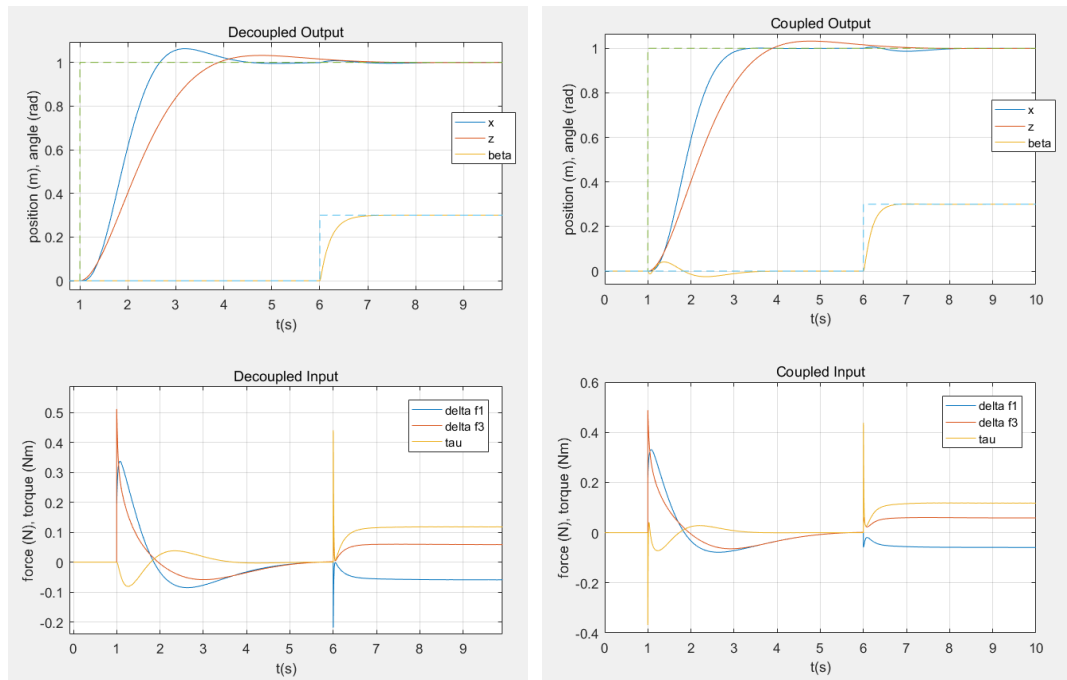 Decoupled Output
position (m), angle (rad)
1
0.8
0.6
0.4
0.2
0
x
z
beta
1 2 3 4 5 6 7 8 9
t(s)
Coupled Output
position (m), angle (rad)
1
0.8
0.6
0.4
0.2
0
x
z
beta
0 1 2 3 4 5 6 7 8 9 10
t(s)
Decoupled Input
force (N), torque (Nm)
0.5
0.4
0.3
0.2
0.1
0
-0.1
-0.2
delta f1
delta f3
tau
0 1 2 3 4 5 6 7 8 9
t(s)
Coupled Input
force (N), torque (Nm)
0.6
0.4
0.2
0
-0.2
-0.4
delta f1
delta f3
tau
0 1 2 3 4 5 6 7 8 9 10
t(s)